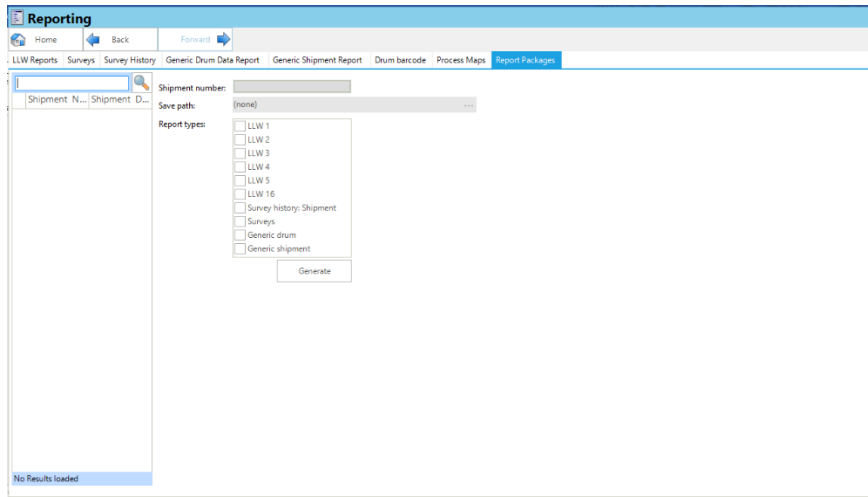 Reporting
Home Back Forward
LLW Reports Surveys Survey History Generic Drum Data Report Generic Shipment Report Drum barcode Process Maps Report Packages
Shipment number:
Shipment N... Shipment D...
Save path: (none) ...
Report types:
LLW 1
LLW 2
LLW 3
LLW 4
LLW 5
LLW 16
Survey history: Shipment
Surveys
Generic drum
Generic shipment
Generate
No Results loaded